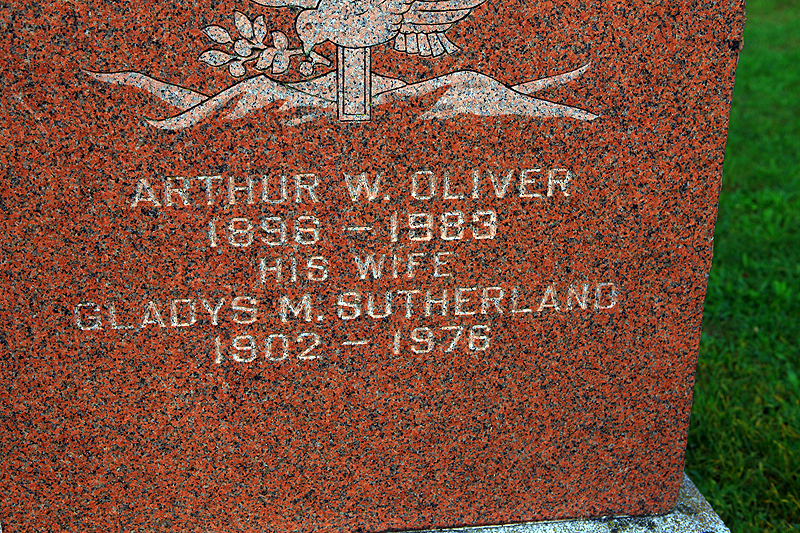 ARTHUR W. OLIVER
1896 – 1983
HIS WIFE
GLADYS M. SUTHERLAND
1902 – 1976